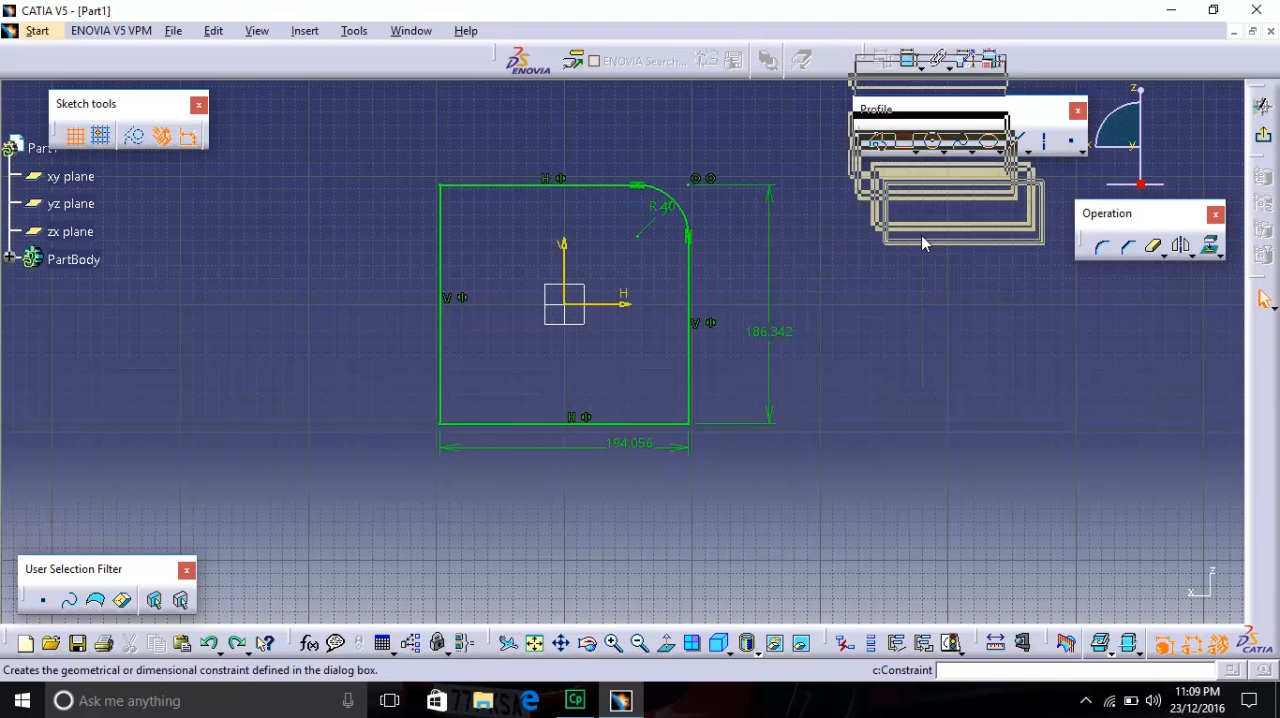 CATIA V5 - [Part1]
Start ENOVIA V5 VPM File Edit View Insert Tools Window Help
ENOVIA
ENOVIA Search...
Sketch tools
Profile
z
y
x
Part
xy plane
yz plane
zx plane
PartBody
Operation
H
R 40
V
H
V
V
186.342
H
194.056
User Selection Filter
z
x
f(x)
CATIA
Creates the geometrical or dimensional constraint defined in the dialog box.
c:Constraint
Ask me anything
Cp
11:09 PM
23/12/2016